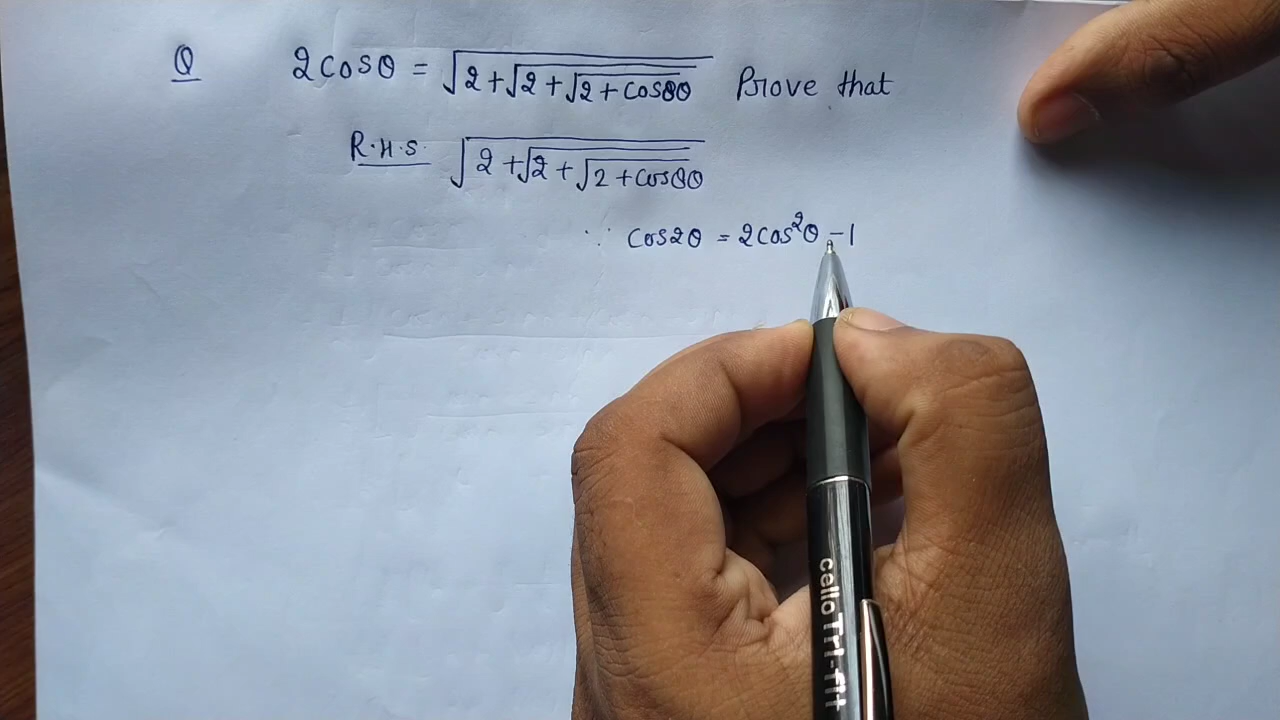 Q 2cosθ = √2+√2+√2+cos8θ Prove that
R.H.S. √2+√2+√2+cos8θ
∵ cos2θ = 2cos²θ-1
cello Tri-fit